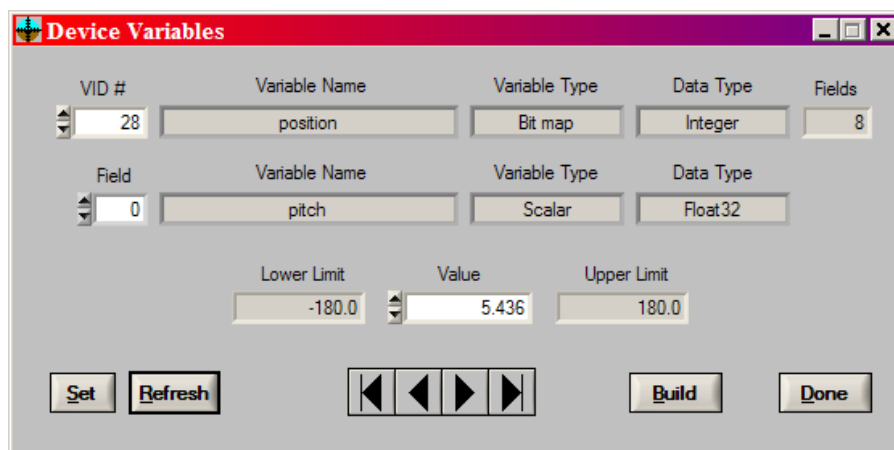 Device Variables
VID # Variable Name Variable Type Data Type Fields
28 position Bit map Integer 8
Field Variable Name Variable Type Data Type
0 pitch Scalar Float32
Lower Limit Value Upper Limit
-180.0 5.436 180.0
Set Refresh Build Done